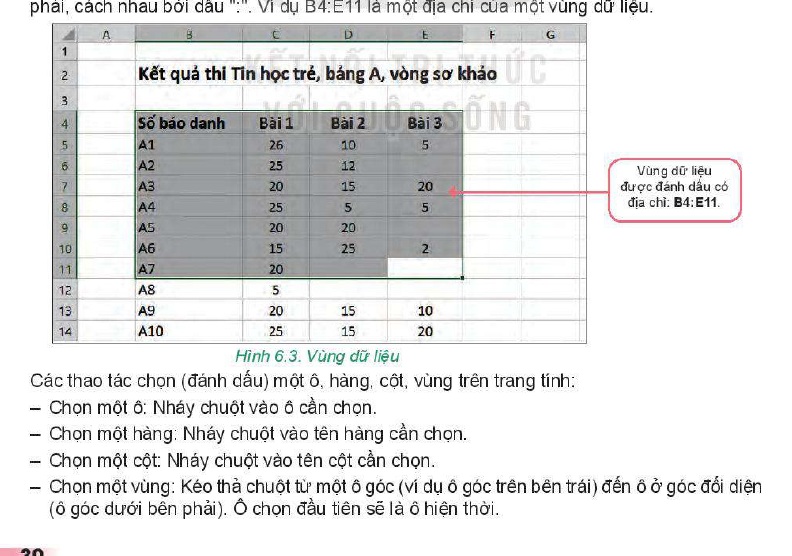 phải, cách nhau bởi dấu ":". Ví dụ B4:E11 là một địa chỉ của một vùng dữ liệu.
A B C D E F G
1
2 Kết quả thi Tin học trẻ, bảng A, vòng sơ khảo
KẾT NỐI TRI THỨC
3
VỚI CUỘC SỐNG
4 Số báo danh Bài 1 Bài 2 Bài 3
5 A1 26 10 5
6 A2 25 12
7 A3 20 15 20
8 A4 25 5 5
9 A5 20 20
10 A6 15 25 2
11 A7 20
12 A8 5
13 A9 20 15 10
14 A10 25 15 20
Vùng dữ liệu
được đánh dấu có
địa chỉ: B4:E11.
Hình 6.3. Vùng dữ liệu
Các thao tác chọn (đánh dấu) một ô, hàng, cột, vùng trên trang tính:
– Chọn một ô: Nháy chuột vào ô cần chọn.
– Chọn một hàng: Nháy chuột vào tên hàng cần chọn.
– Chọn một cột: Nháy chuột vào tên cột cần chọn.
– Chọn một vùng: Kéo thả chuột từ một ô góc (ví dụ ô góc trên bên trái) đến ô ở góc đối diện
(ô góc dưới bên phải). Ô chọn đầu tiên sẽ là ô hiện thời.